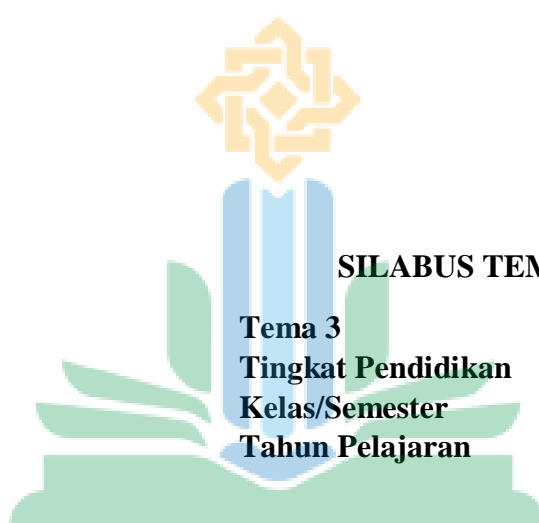 SILABUS TEM
Tema 3
Tingkat Pendidikan
Kelas/Semester
Tahun Pelajaran